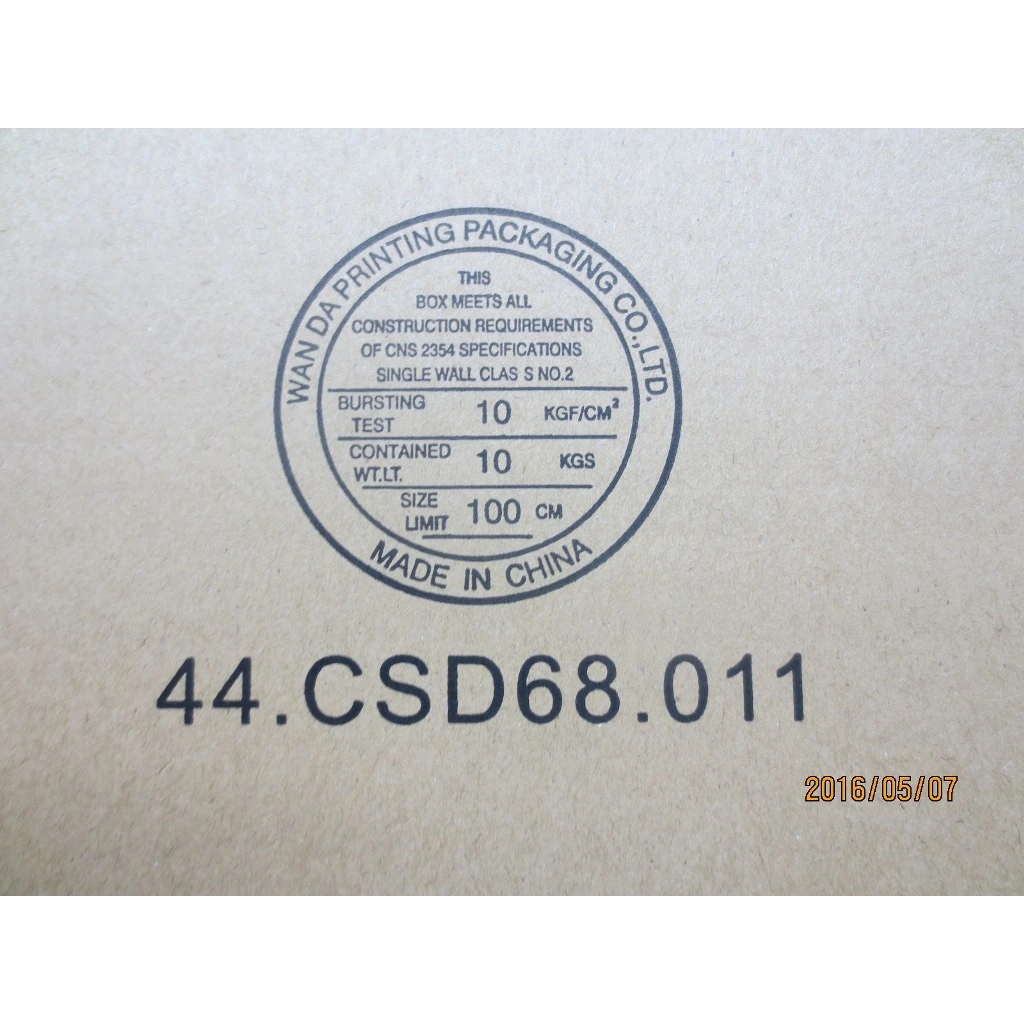 WAN DA PRINTING PACKAGING CO.,LTD.
THIS
BOX MEETS ALL
CONSTRUCTION REQUIREMENTS
OF CNS 2354 SPECIFICATIONS
SINGLE WALL CLAS S NO.2
BURSTING TEST 10 KGF/CM²
CONTAINED WT.LT. 10 KGS
SIZE LIMIT 100 CM
MADE IN CHINA
44.CSD68.011
2016/05/07